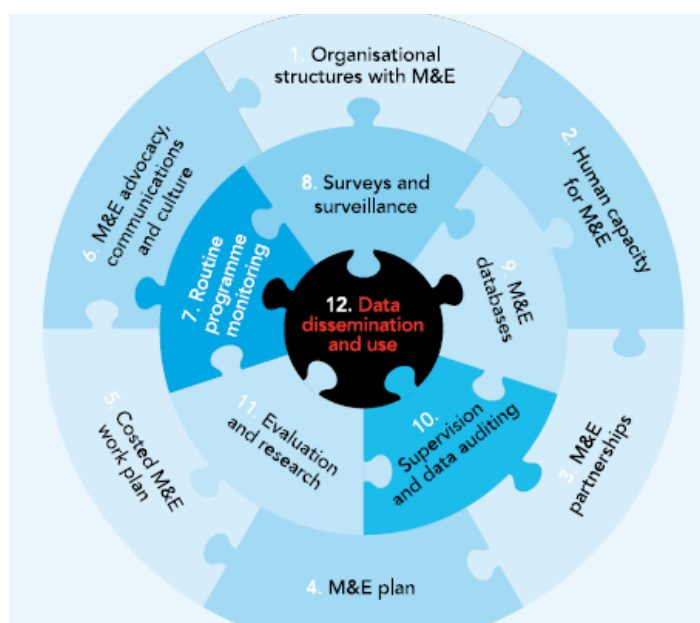 1. Organisational
structures with M&E
2. Human capacity
for M&E
3. M&E
partnerships
4. M&E plan
5. Costed M&E
work plan
6. M&E advocacy,
communications
and culture
7. Routine
programme
monitoring
8. Surveys and
surveillance
9. M&E
databases
10.
Supervision
and data auditing
11. Evaluation
and research
12. Data
dissemination
and use